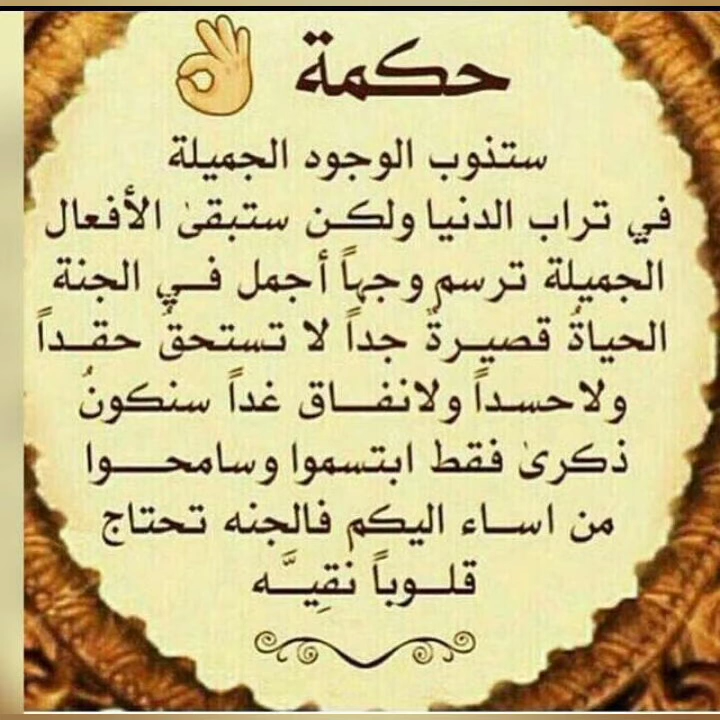 حكمة
ستذوب الوجود الجميلة
في تراب الدنيا ولكن ستبقىٰ الأفعال
الجميلة ترسم وجهاً أجمل في الجنة
الحياةُ قصيرةٌ جداً لا تستحقُ حقداً
ولاحسداً ولانفاق غداً سنكونُ
ذكرىٰ فقط ابتسموا وسامحوا
من اساء اليكم فالجنه تحتاج
قلوباً نقِيَّه